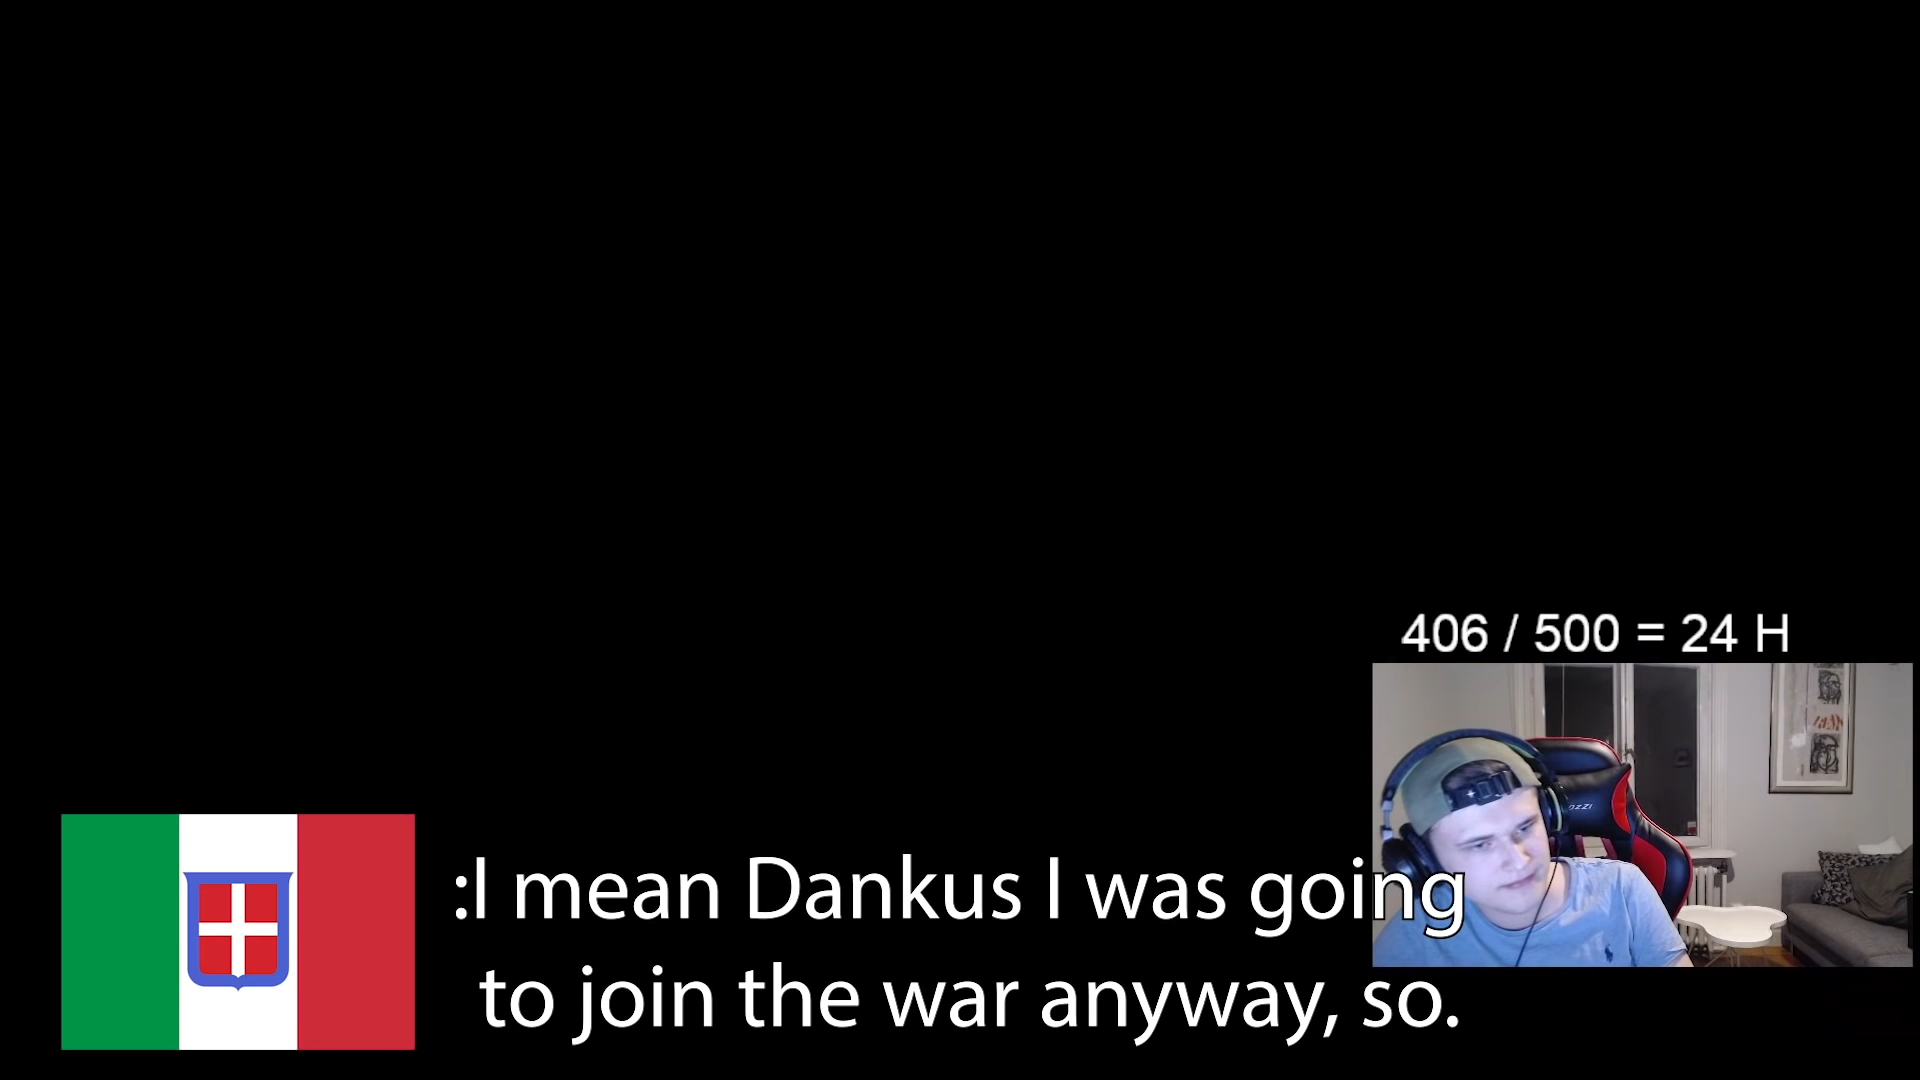 406 / 500 = 24 H
:I mean Dankus I was going
to join the war anyway, so.